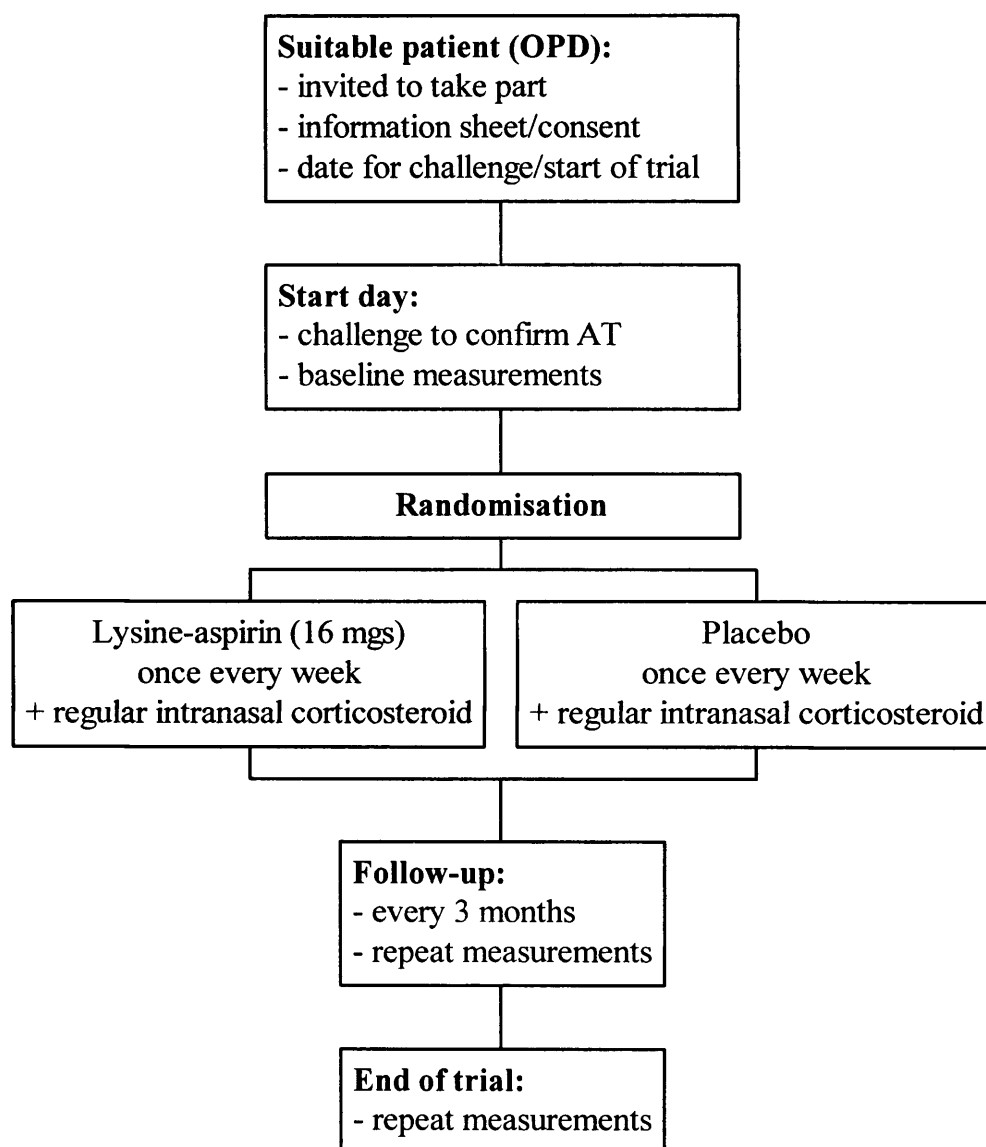 Suitable patient (OPD):
- invited to take part
- information sheet/consent
- date for challenge/start of trial
Start day:
- challenge to confirm AT
- baseline measurements
Randomisation
Lysine-aspirin (16 mgs)
once every week
+ regular intranasal corticosteroid
Placebo
once every week
+ regular intranasal corticosteroid
Follow-up:
- every 3 months
- repeat measurements
End of trial:
- repeat measurements